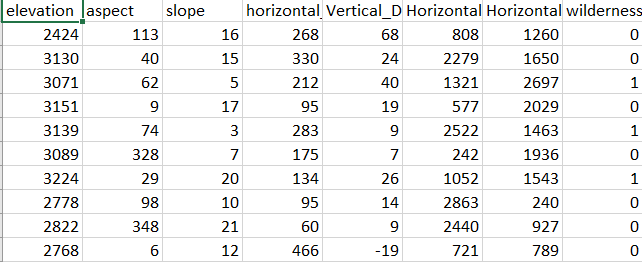 elevation aspect slope horizontal_ Vertical_D Horizontal Horizontal wilderness
2424 113 16 268 68 808 1260 0
3130 40 15 330 24 2279 1650 0
3071 62 5 212 40 1321 2697 1
3151 9 17 95 19 577 2029 0
3139 74 3 283 9 2522 1463 1
3089 328 7 175 7 242 1936 0
3224 29 20 134 26 1052 1543 1
2778 98 10 95 14 2863 240 0
2822 348 21 60 9 2440 927 0
2768 6 12 466 -19 721 789 0